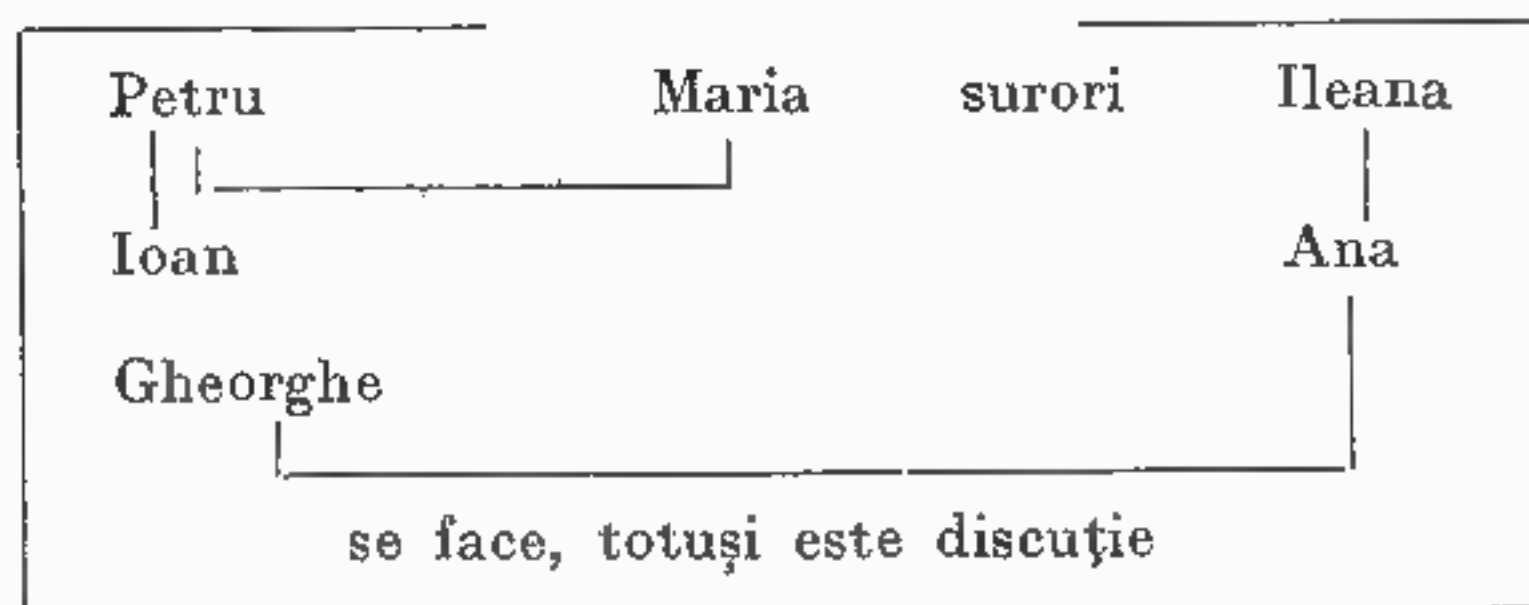 Petru Maria surori Ileana
Ioan Ana
Gheorghe
se face, totuși este discuție